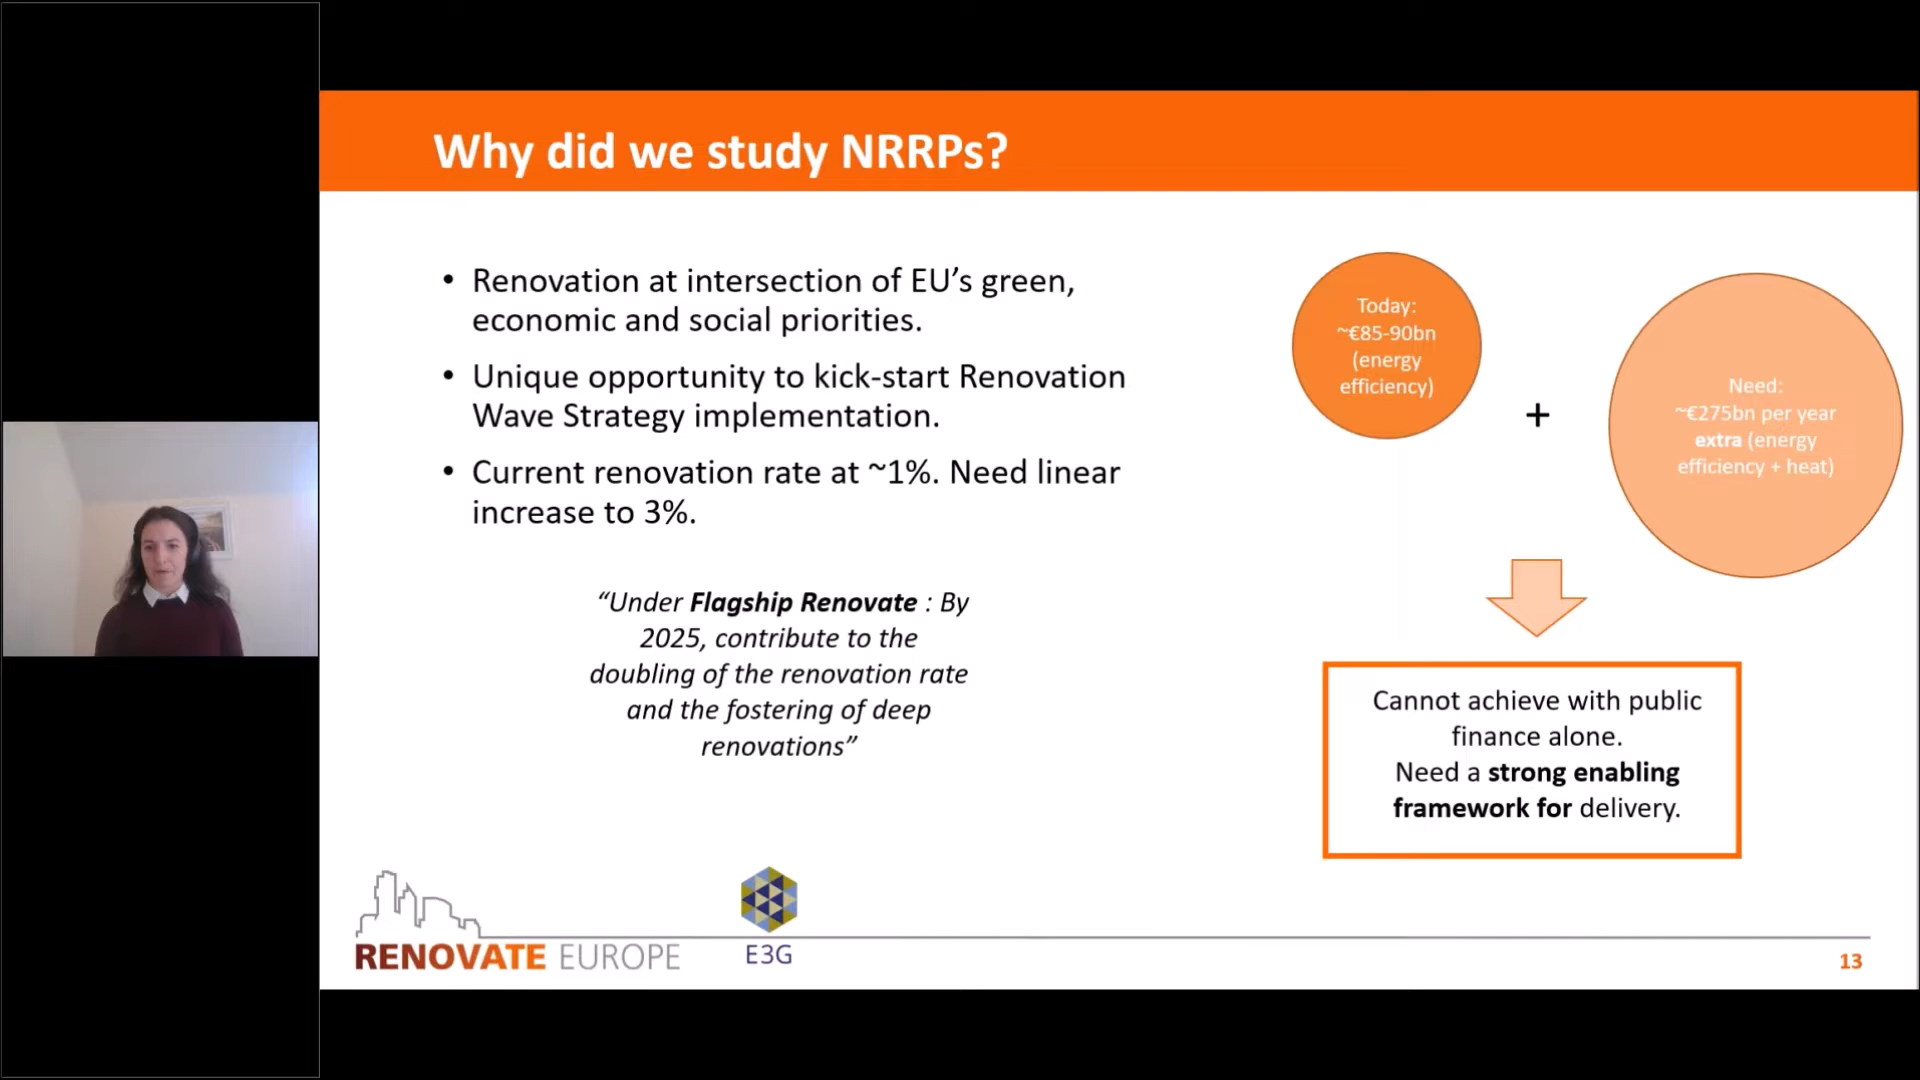 Why did we study NRRPs?
• Renovation at intersection of EU’s green,
economic and social priorities.
• Unique opportunity to kick-start Renovation
Wave Strategy implementation.
• Current renovation rate at ~1%. Need linear
increase to 3%.
“Under Flagship Renovate : By
2025, contribute to the
doubling of the renovation rate
and the fostering of deep
renovations”
Today:
~€85-90bn
(energy
efficiency)
+
Need:
~€275bn per year
extra (energy
efficiency + heat)
Cannot achieve with public
finance alone.
Need a strong enabling
framework for delivery.
RENOVATE EUROPE
E3G
13